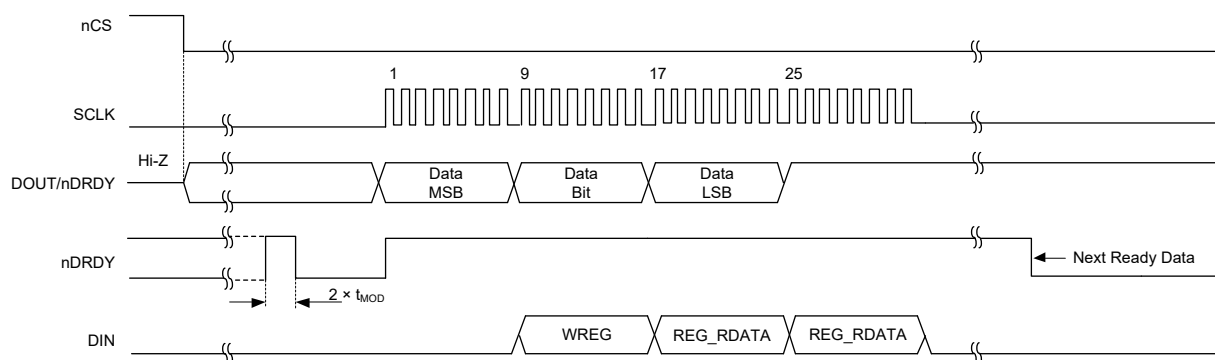 nCS
1 9 17 25
SCLK
Hi-Z
DOUT/nDRDY
Data
MSB
Data
Bit
Data
LSB
nDRDY
Next Ready Data
2 × tMOD
DIN
WREG
REG_RDATA
REG_RDATA